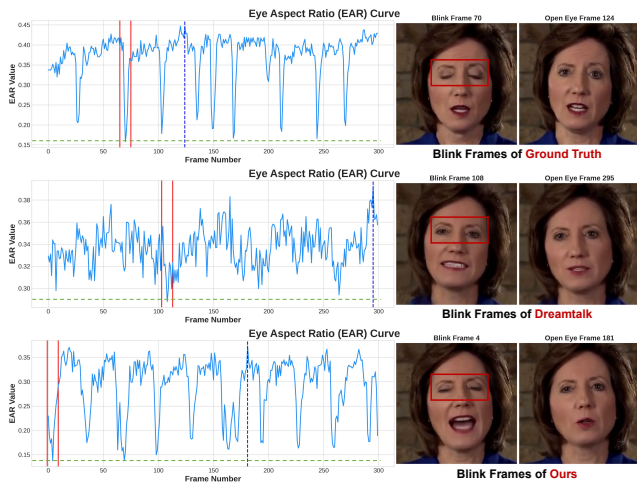 Eye Aspect Ratio (EAR) Curve
EAR Value
0.45
0.40
0.35
0.30
0.25
0.20
0.15
0
50
100
150
200
250
300
Frame Number
Blink Frame 70
Open Eye Frame 124
Blink Frames of Ground Truth
Eye Aspect Ratio (EAR) Curve
EAR Value
0.38
0.36
0.34
0.32
0.30
0
50
100
150
200
250
300
Frame Number
Blink Frame 108
Open Eye Frame 295
Blink Frames of Dreamtalk
Eye Aspect Ratio (EAR) Curve
EAR Value
0.35
0.30
0.25
0.20
0.15
0
50
100
150
200
250
300
Frame Number
Blink Frame 4
Open Eye Frame 181
Blink Frames of Ours